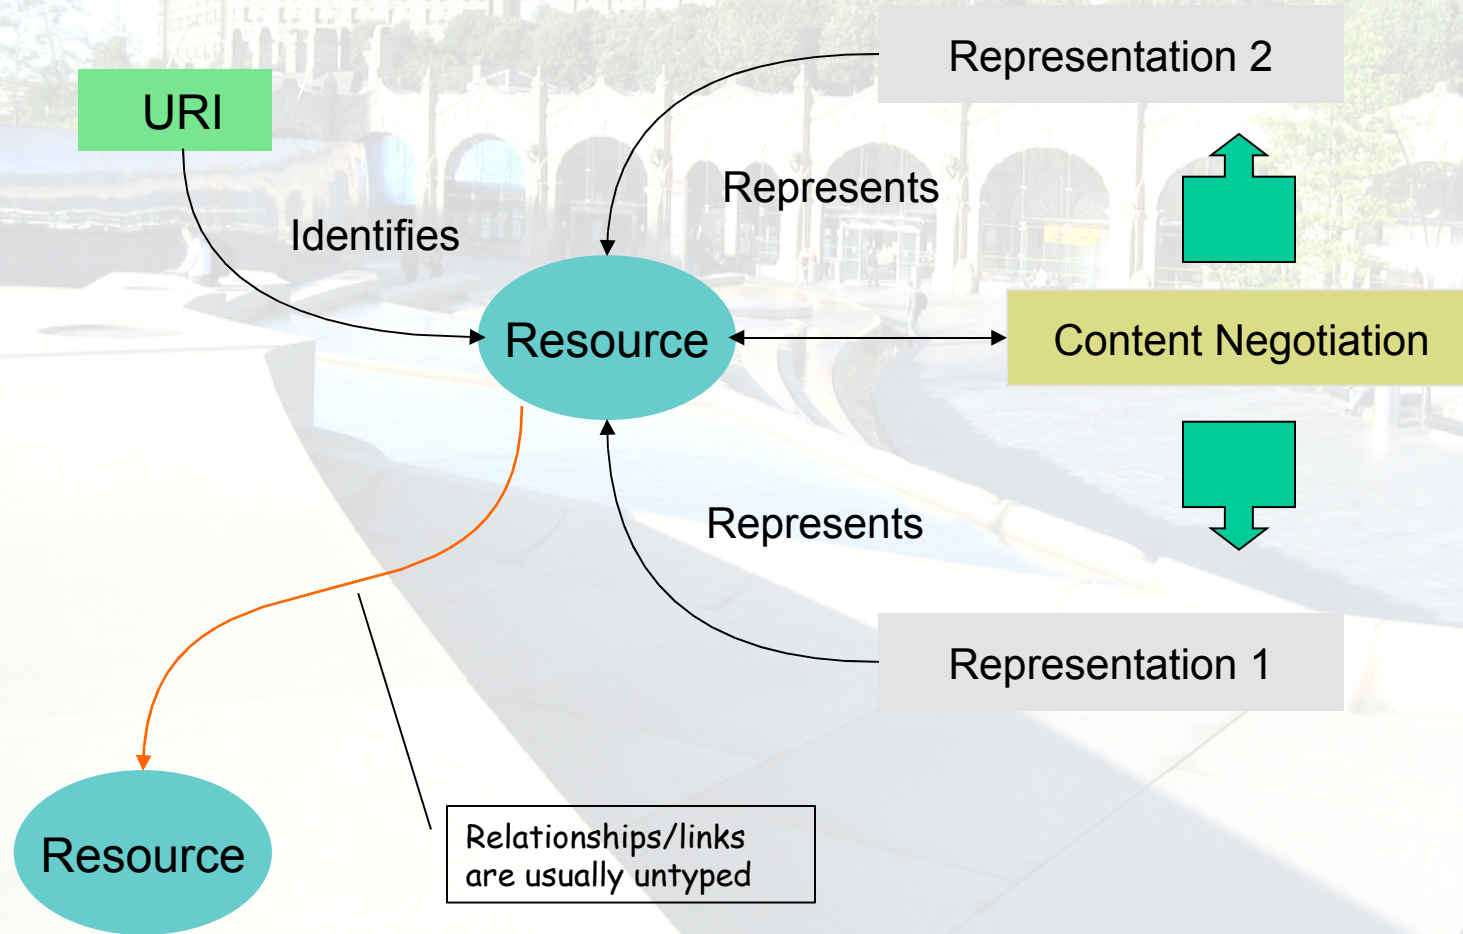 Representation 2
URI
Represents
Identifies
Resource
Content Negotiation
Represents
Representation 1
Resource
Relationships/links
are usually untyped